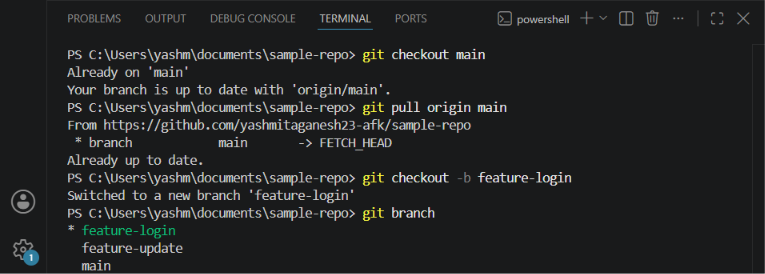 PROBLEMS OUTPUT DEBUG CONSOLE TERMINAL PORTS powershell
PS C:\Users\yashm\documents\sample-repo> git checkout main
Already on 'main'
Your branch is up to date with 'origin/main'.
PS C:\Users\yashm\documents\sample-repo> git pull origin main
From https://github.com/yashmitaganesh23-afk/sample-repo
 * branch            main       -> FETCH_HEAD
Already up to date.
PS C:\Users\yashm\documents\sample-repo> git checkout -b feature-login
Switched to a new branch 'feature-login'
PS C:\Users\yashm\documents\sample-repo> git branch
* feature-login
  feature-update
  main
1